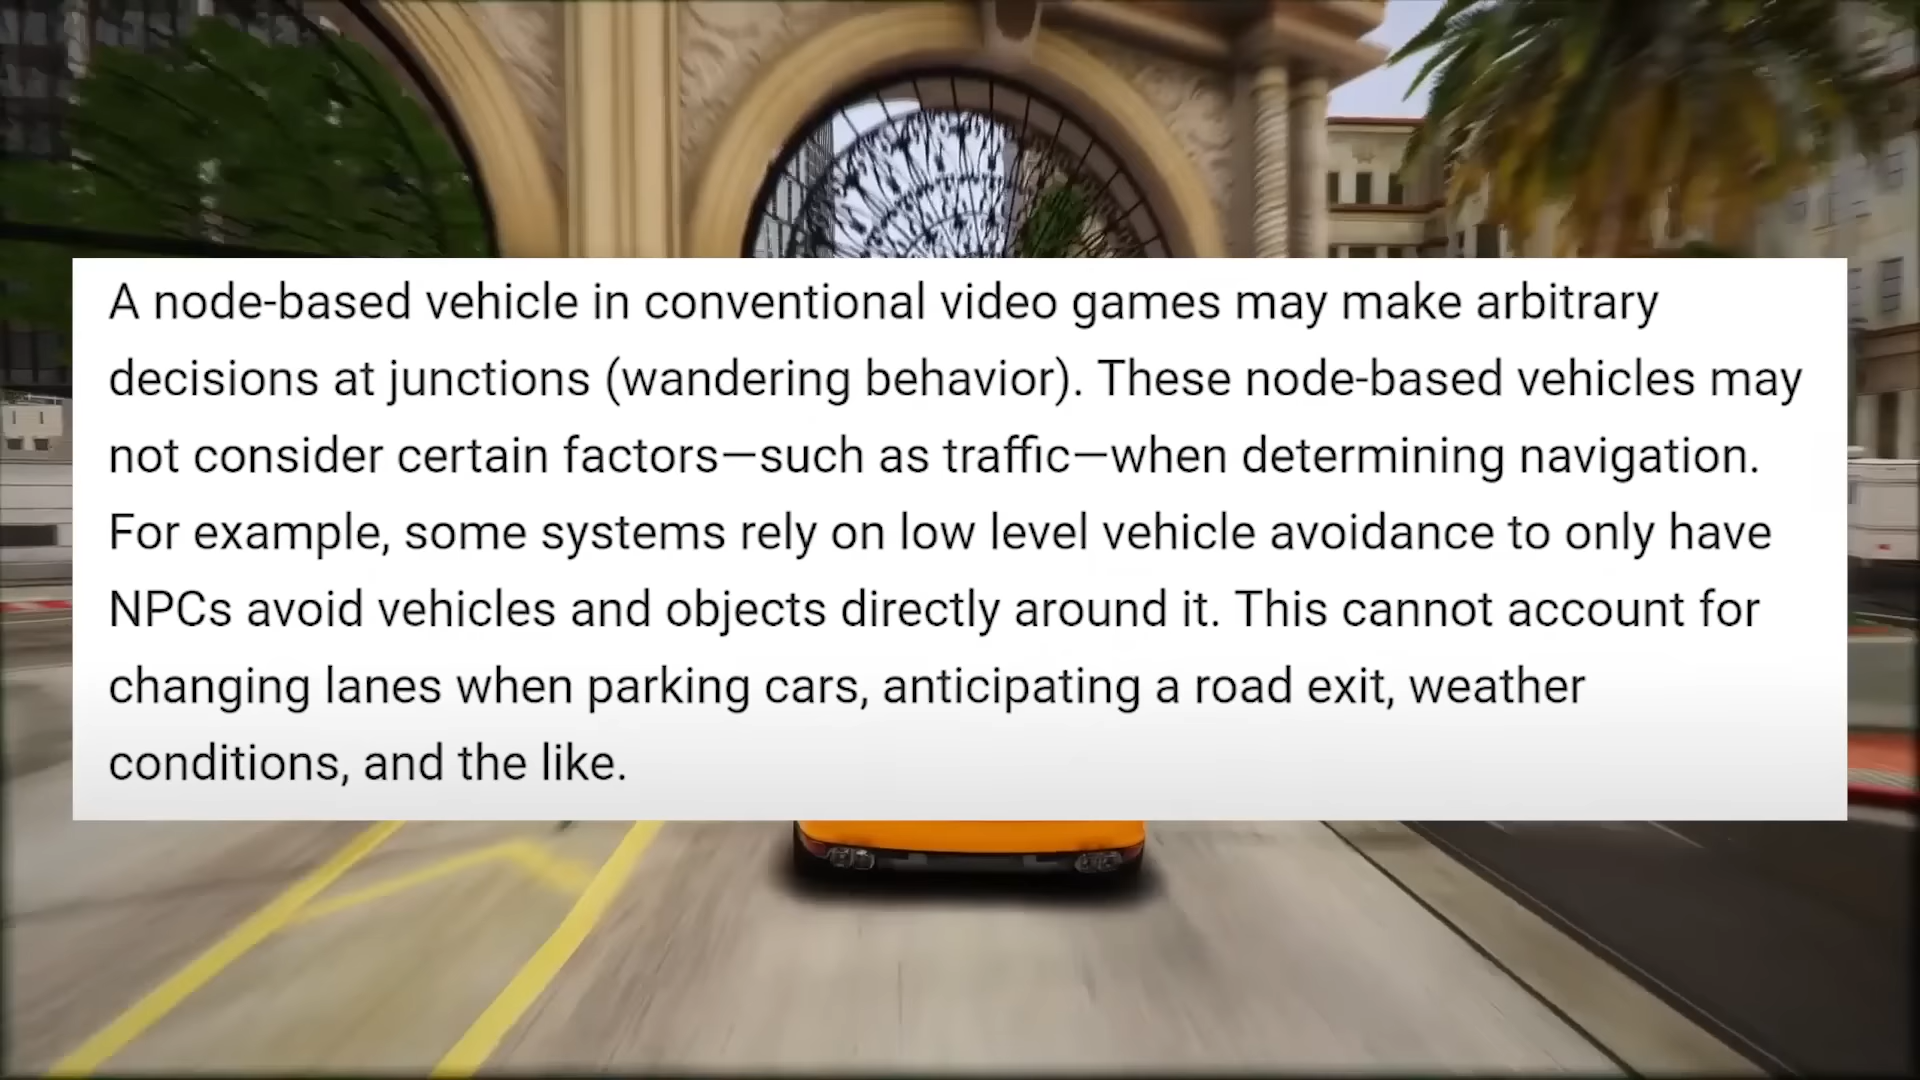 A node-based vehicle in conventional video games may make arbitrary
decisions at junctions (wandering behavior). These node-based vehicles may
not consider certain factors—such as traffic—when determining navigation.
For example, some systems rely on low level vehicle avoidance to only have
NPCs avoid vehicles and objects directly around it. This cannot account for
changing lanes when parking cars, anticipating a road exit, weather
conditions, and the like.